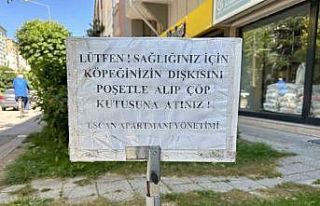 LÜTFEN ! SAĞLIĞINIZ İÇİN
KÖPEĞİNİZİN DIŞKISINI
POŞETLE ALIP ÇÖP
KUTUSUNA ATINIZ !
ESCAN APARTMANI YÖNETİMİ